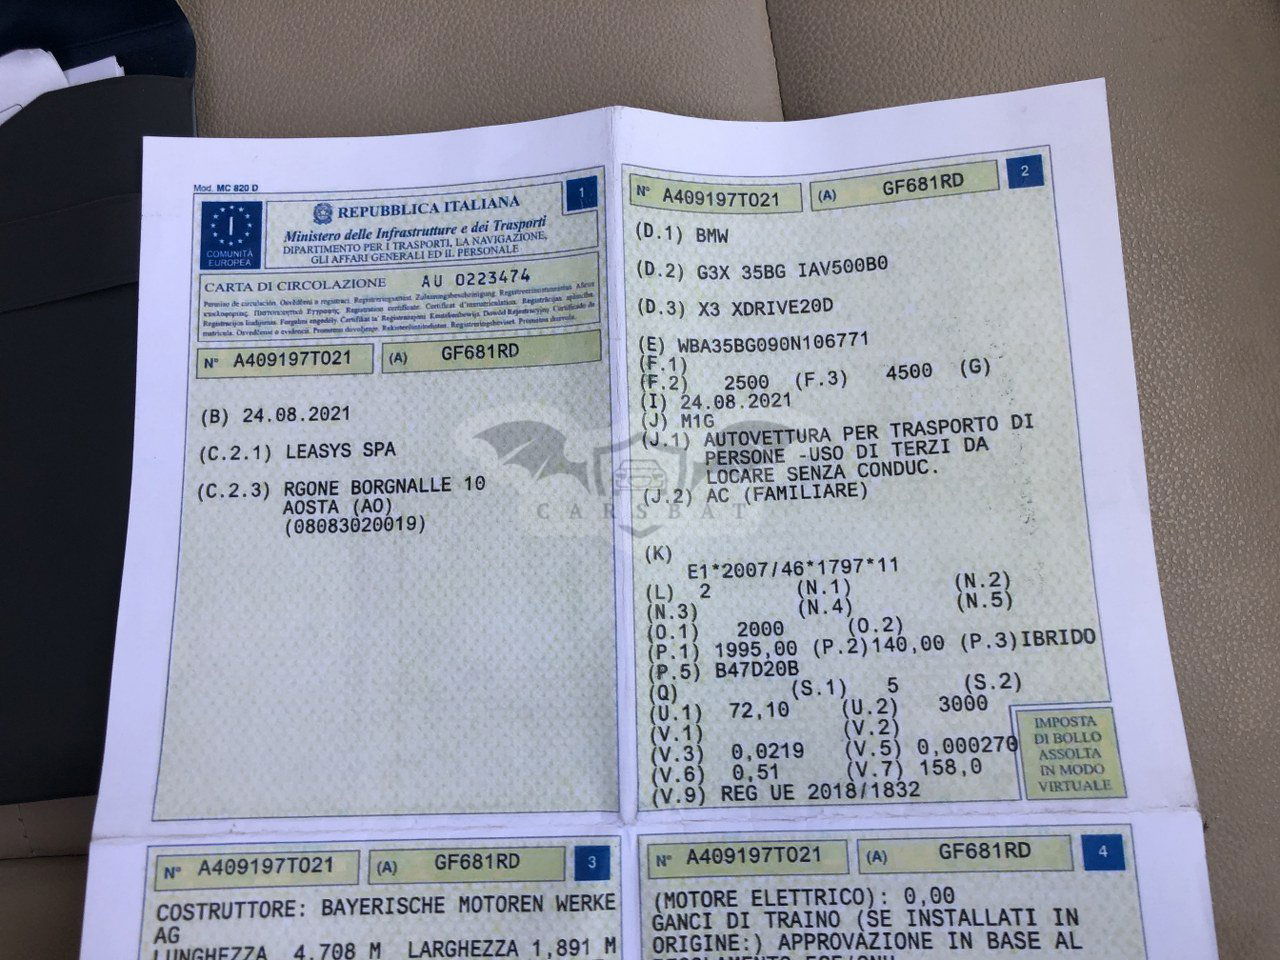 Mod. MC 820 D
I
COMUNITÀ
EUROPEA
REPUBBLICA ITALIANA
1
Ministero delle Infrastrutture e dei Trasporti
DIPARTIMENTO PER I TRASPORTI, LA NAVIGAZIONE,
GLI AFFARI GENERALI ED IL PERSONALE
CARTA DI CIRCOLAZIONE AU 0223474
N° A409197T021 (A) GF681RD
(B) 24.08.2021
(C.2.1) LEASYS SPA
(C.2.3) RGONE BORGNALLE 10
AOSTA (AO)
(08083020019)
N° A409197T021 (A) GF681RD 2
(D.1) BMW
(D.2) G3X 35BG IAV500B0
(D.3) X3 XDRIVE20D
(E) WBA35BG090N106771
(F.1)
(F.2) 2500 (F.3) 4500 (G)
(I) 24.08.2021
(J) M1G
(J.1) AUTOVETTURA PER TRASPORTO DI
PERSONE -USO DI TERZI DA
LOCARE SENZA CONDUC.
(J.2) AC (FAMILIARE)
CARSBAT
(K)
E1*2007/46*1797*11
(L) 2 (N.1) (N.2)
(N.3) (N.4) (N.5)
(O.1) 2000 (O.2)
(P.1) 1995,00 (P.2)140,00 (P.3)IBRIDO
(P.5) B47D20B
(Q) (S.1) 5 (S.2)
(U.1) 72,10 (U.2) 3000
(V.1) (V.2)
(V.3) 0,0219 (V.5) 0,000270
(V.6) 0,51 (V.7) 158,0
(V.9) REG UE 2018/1832
IMPOSTA
DI BOLLO
ASSOLTA
IN MODO
VIRTUALE
N° A409197T021 (A) GF681RD 3
COSTRUTTORE: BAYERISCHE MOTOREN WERKE
AG
LUNGHEZZA 4,708 M LARGHEZZA 1,891 M
N° A409197T021 (A) GF681RD 4
(MOTORE ELETTRICO): 0,00
GANCI DI TRAINO (SE INSTALLATI IN
ORIGINE:) APPROVAZIONE IN BASE AL